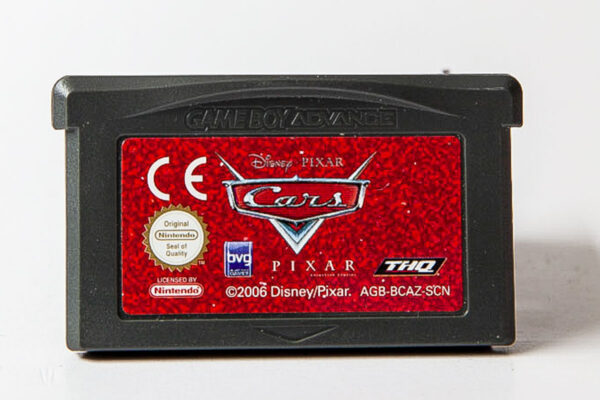 GAME BOY ADVANCE
CE
Disney PIXAR
Cars
Original
Nintendo
Seal of
Quality
TM
bvg
PIXAR
THQ
LICENSED BY
Nintendo
©2006 Disney/Pixar. AGB-BCAZ-SCN